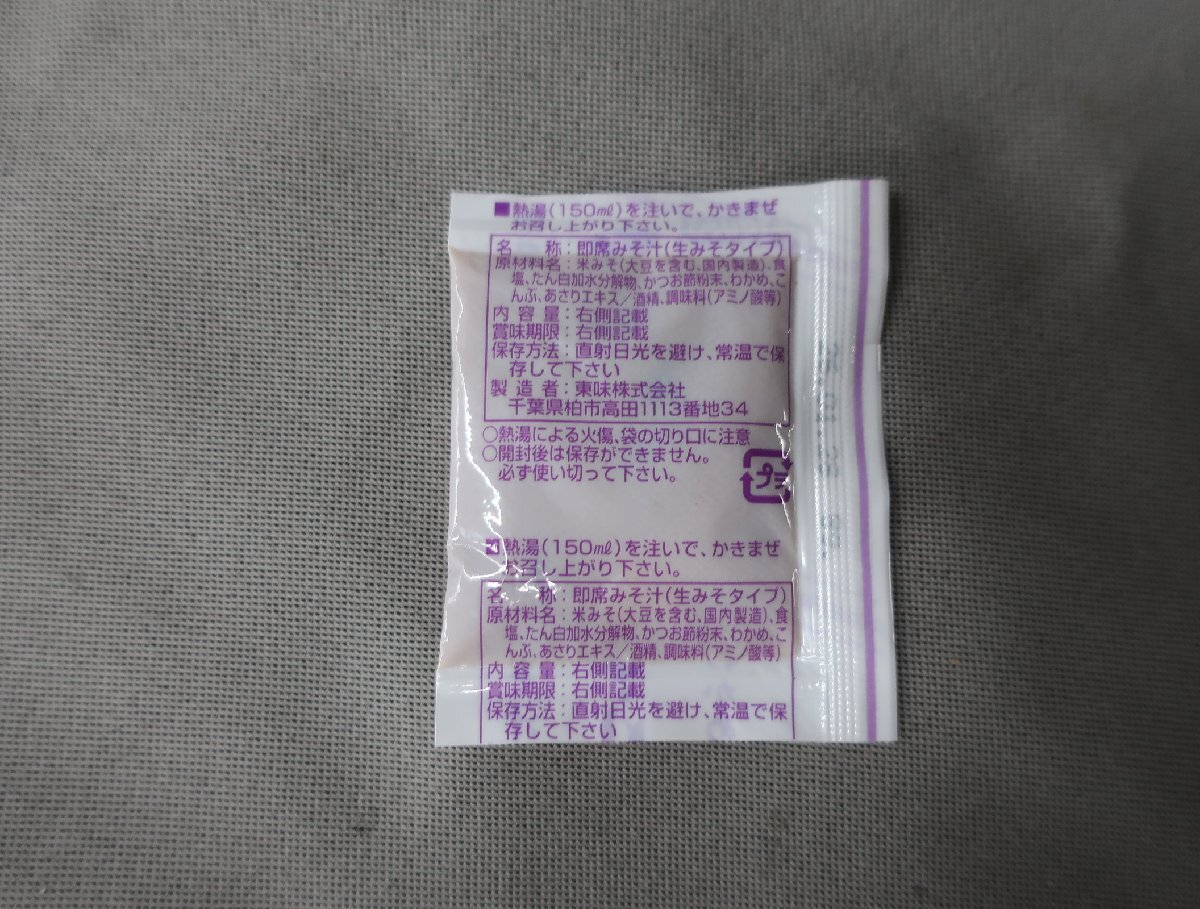 ■熱湯(150㎖)を注いで、かきまぜ
お召し上がり下さい。
名称：即席みそ汁(生みそタイプ)
原材料名：米みそ(大豆を含む、国内製造)、食
塩、たん白加水分解物、かつお節粉末、わかめ、こ
んぶ、あさりエキス／酒精、調味料(アミノ酸等)
内容量：右側記載
賞味期限：右側記載
保存方法：直射日光を避け、常温で保
存して下さい
製造者：東味株式会社
千葉県柏市高田1113番地34
○熱湯による火傷、袋の切り口に注意
○開封後は保存ができません。
必ず使い切って下さい。
プラ
■熱湯(150㎖)を注いで、かきまぜ
お召し上がり下さい。
名称：即席みそ汁(生みそタイプ)
原材料名：米みそ(大豆を含む、国内製造)、食
塩、たん白加水分解物、かつお節粉末、わかめ、こ
んぶ、あさりエキス／酒精、調味料(アミノ酸等)
内容量：右側記載
賞味期限：右側記載
保存方法：直射日光を避け、常温で保
存して下さい